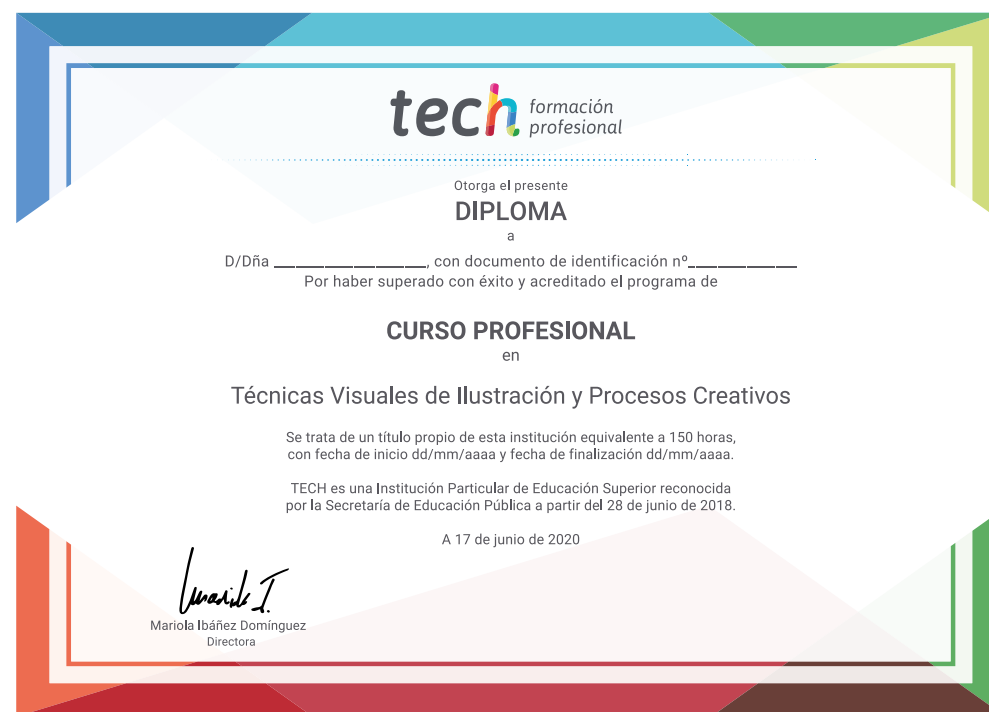 tech formación
profesional
Otorga el presente
DIPLOMA
a
D/Dña ____________________, con documento de identificación nº______________
Por haber superado con éxito y acreditado el programa de
CURSO PROFESIONAL
en
Técnicas Visuales de Ilustración y Procesos Creativos
Se trata de un título propio de esta institución equivalente a 150 horas,
con fecha de inicio dd/mm/aaaa y fecha de finalización dd/mm/aaaa.
TECH es una Institución Particular de Educación Superior reconocida
por la Secretaría de Educación Pública a partir del 28 de junio de 2018.
A 17 de junio de 2020
Mariola Ibáñez Domínguez
Directora